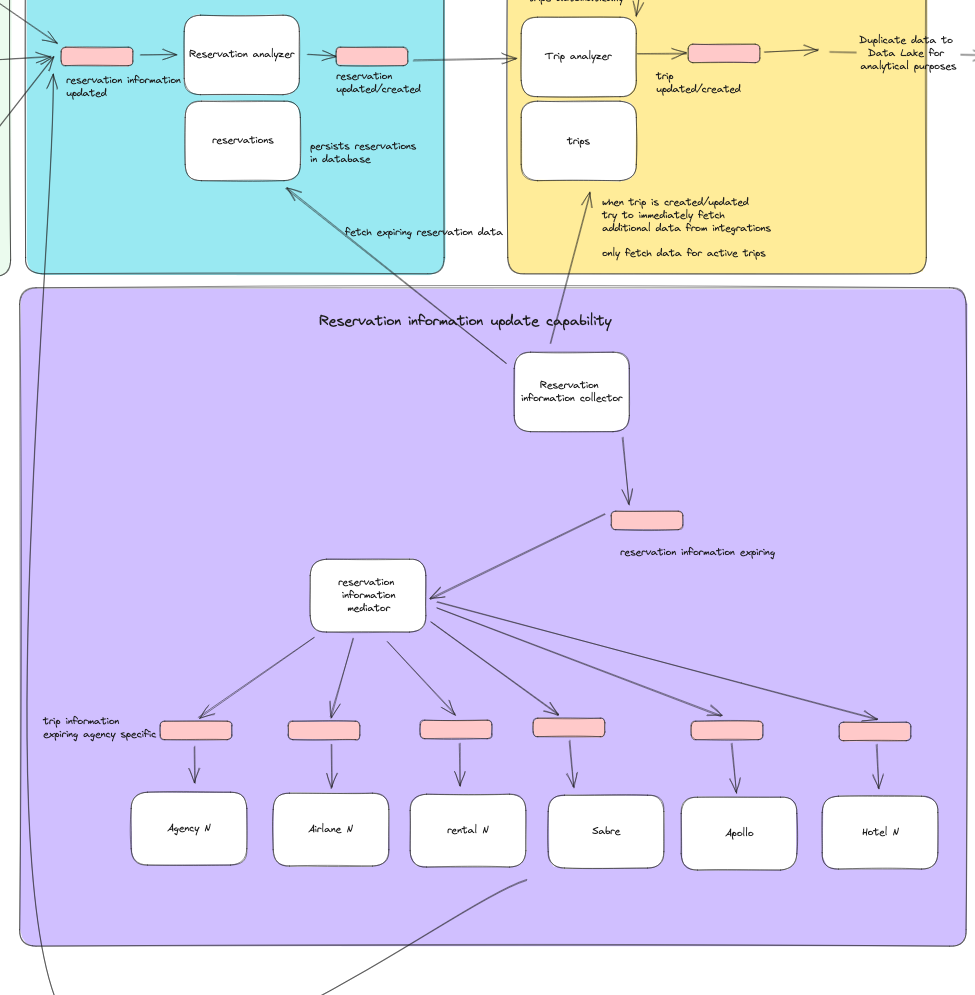 Reservation analyzer
reservation information
updated
reservation
updated/created
reservations
persists reservations
in database
fetch expiring reservation data
Trip analyzer
trip
updated/created
Duplicate data to
Data Lake for
analytical purposes
trips
when trip is created/updated
try to immediately fetch
additional data from integrations
only fetch data for active trips
Reservation information update capability
Reservation
information collector
reservation information expiring
reservation
information
mediator
trip information
expiring agency specific
Agency N
Airlane N
rental N
Sabre
Apollo
Hotel N